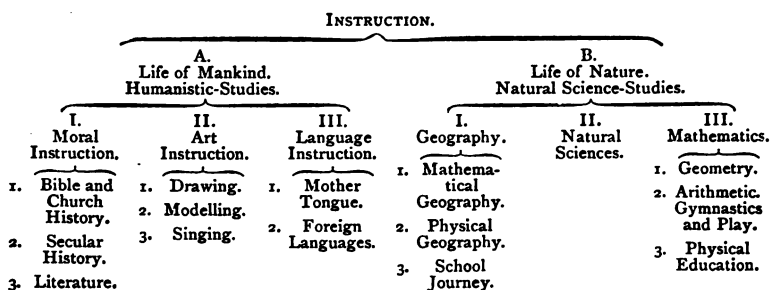 INSTRUCTION.
A.
Life of Mankind.
Humanistic-Studies.
B.
Life of Nature.
Natural Science-Studies.
I.
Moral
Instruction.
1. Bible and
Church
History.
2. Secular
History.
3. Literature.
II.
Art
Instruction.
1. Drawing.
2. Modelling.
3. Singing.
III.
Language
Instruction.
1. Mother
Tongue.
2. Foreign
Languages.
I.
Geography.
1. Mathema-
tical
Geography.
2. Physical
Geography.
3. School
Journey.
II.
Natural
Sciences.
III.
Mathematics.
1. Geometry.
2. Arithmetic.
Gymnastics
and Play.
3. Physical
Education.